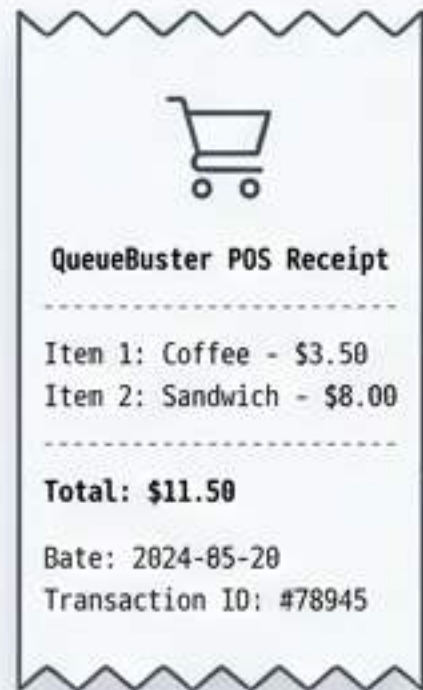 QueueBuster POS Receipt
Item 1: Coffee - $3.50
Item 2: Sandwich - $8.00
Total: $11.50
Bate: 2024-05-20
Transaction IO: #78945